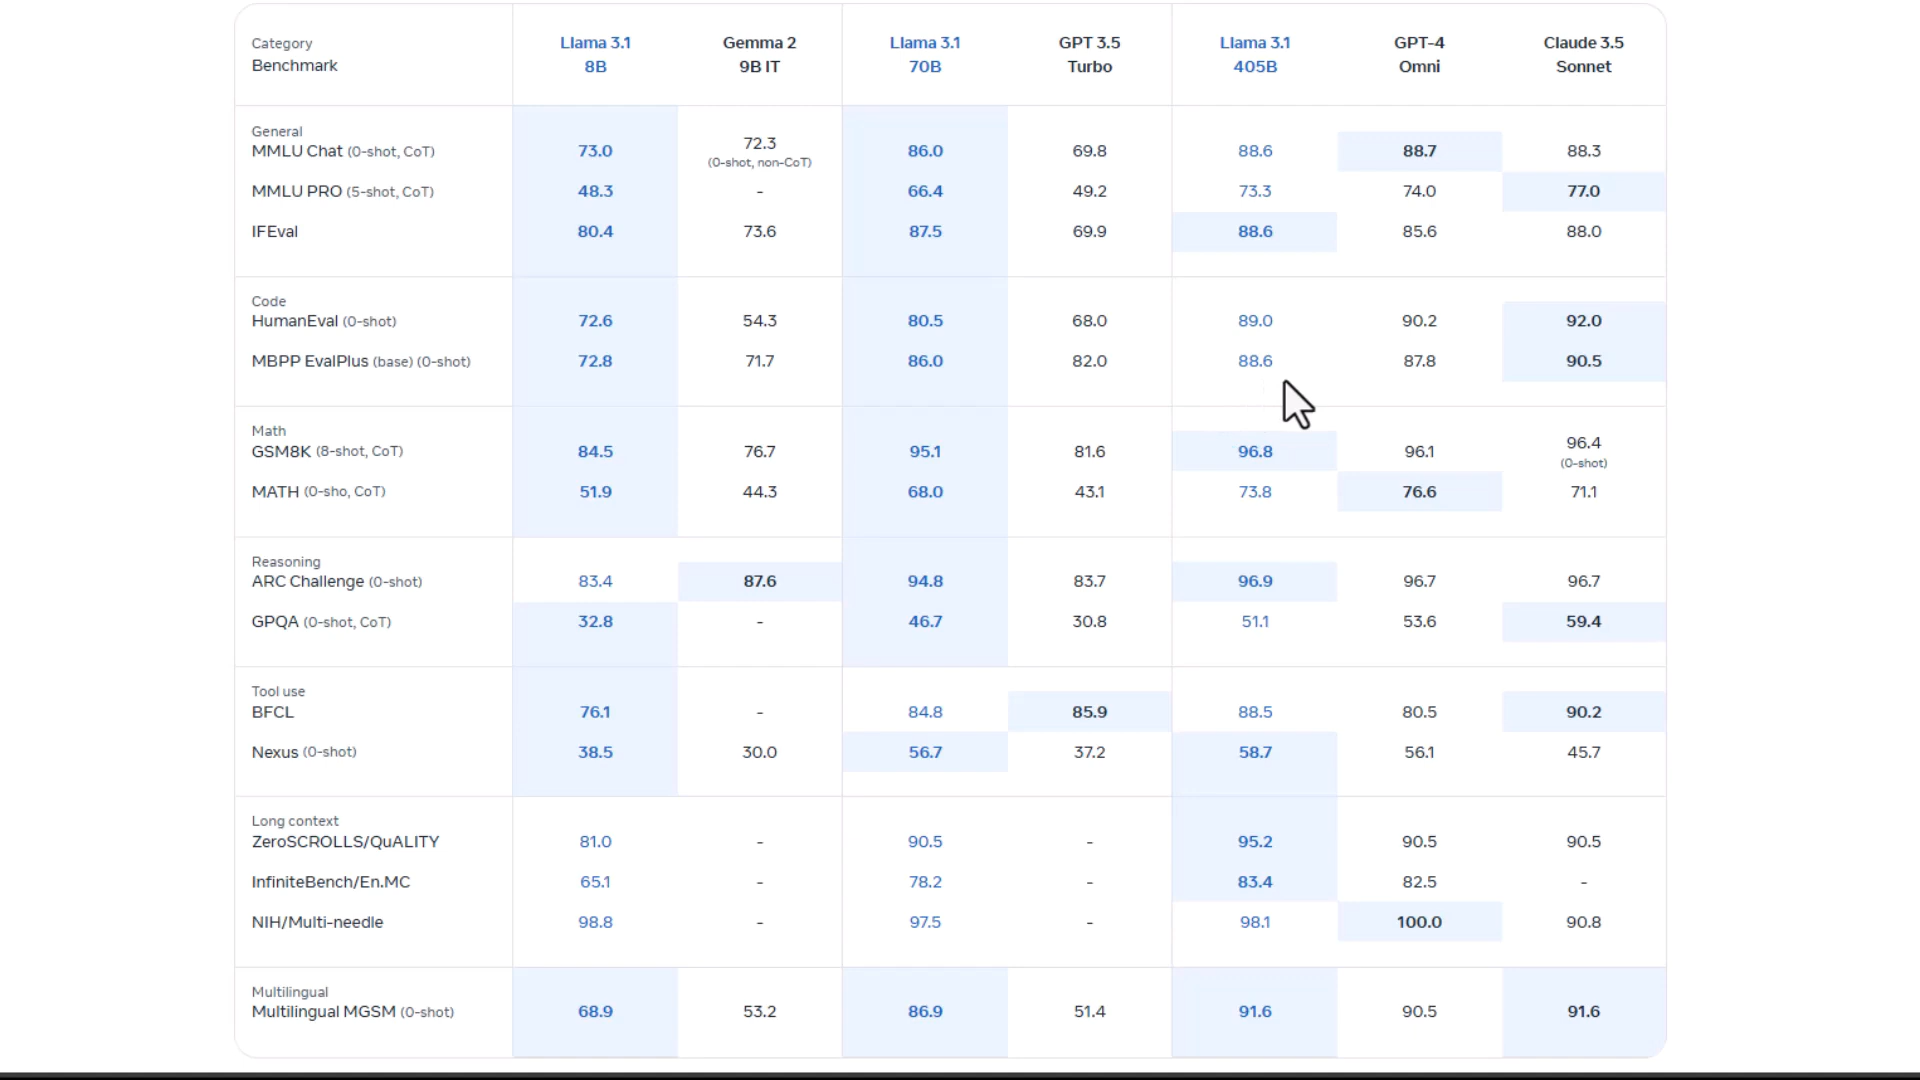 Category
Benchmark
Llama 3.1
8B
Gemma 2
9B IT
Llama 3.1
70B
GPT 3.5
Turbo
Llama 3.1
405B
GPT-4
Omni
Claude 3.5
Sonnet
General
MMLU Chat (0-shot, CoT) 73.0 72.3 (0-shot, non-CoT) 86.0 69.8 88.6 88.7 88.3
MMLU PRO (5-shot, CoT) 48.3 - 66.4 49.2 73.3 74.0 77.0
IFEval 80.4 73.6 87.5 69.9 88.6 85.6 88.0
Code
HumanEval (0-shot) 72.6 54.3 80.5 68.0 89.0 90.2 92.0
MBPP EvalPlus (base) (0-shot) 72.8 71.7 86.0 82.0 88.6 87.8 90.5
Math
GSM8K (8-shot, CoT) 84.5 76.7 95.1 81.6 96.8 96.1 96.4 (0-shot)
MATH (0-sho, CoT) 51.9 44.3 68.0 43.1 73.8 76.6 71.1
Reasoning
ARC Challenge (0-shot) 83.4 87.6 94.8 83.7 96.9 96.7 96.7
GPQA (0-shot, CoT) 32.8 - 46.7 30.8 51.1 53.6 59.4
Tool use
BFCL 76.1 - 84.8 85.9 88.5 80.5 90.2
Nexus (0-shot) 38.5 30.0 56.7 37.2 58.7 56.1 45.7
Long context
ZeroSCROLLS/QuALITY 81.0 - 90.5 - 95.2 90.5 90.5
InfiniteBench/En.MC 65.1 - 78.2 - 83.4 82.5 -
NIH/Multi-needle 98.8 - 97.5 - 98.1 100.0 90.8
Multilingual
Multilingual MGSM (0-shot) 68.9 53.2 86.9 51.4 91.6 90.5 91.6